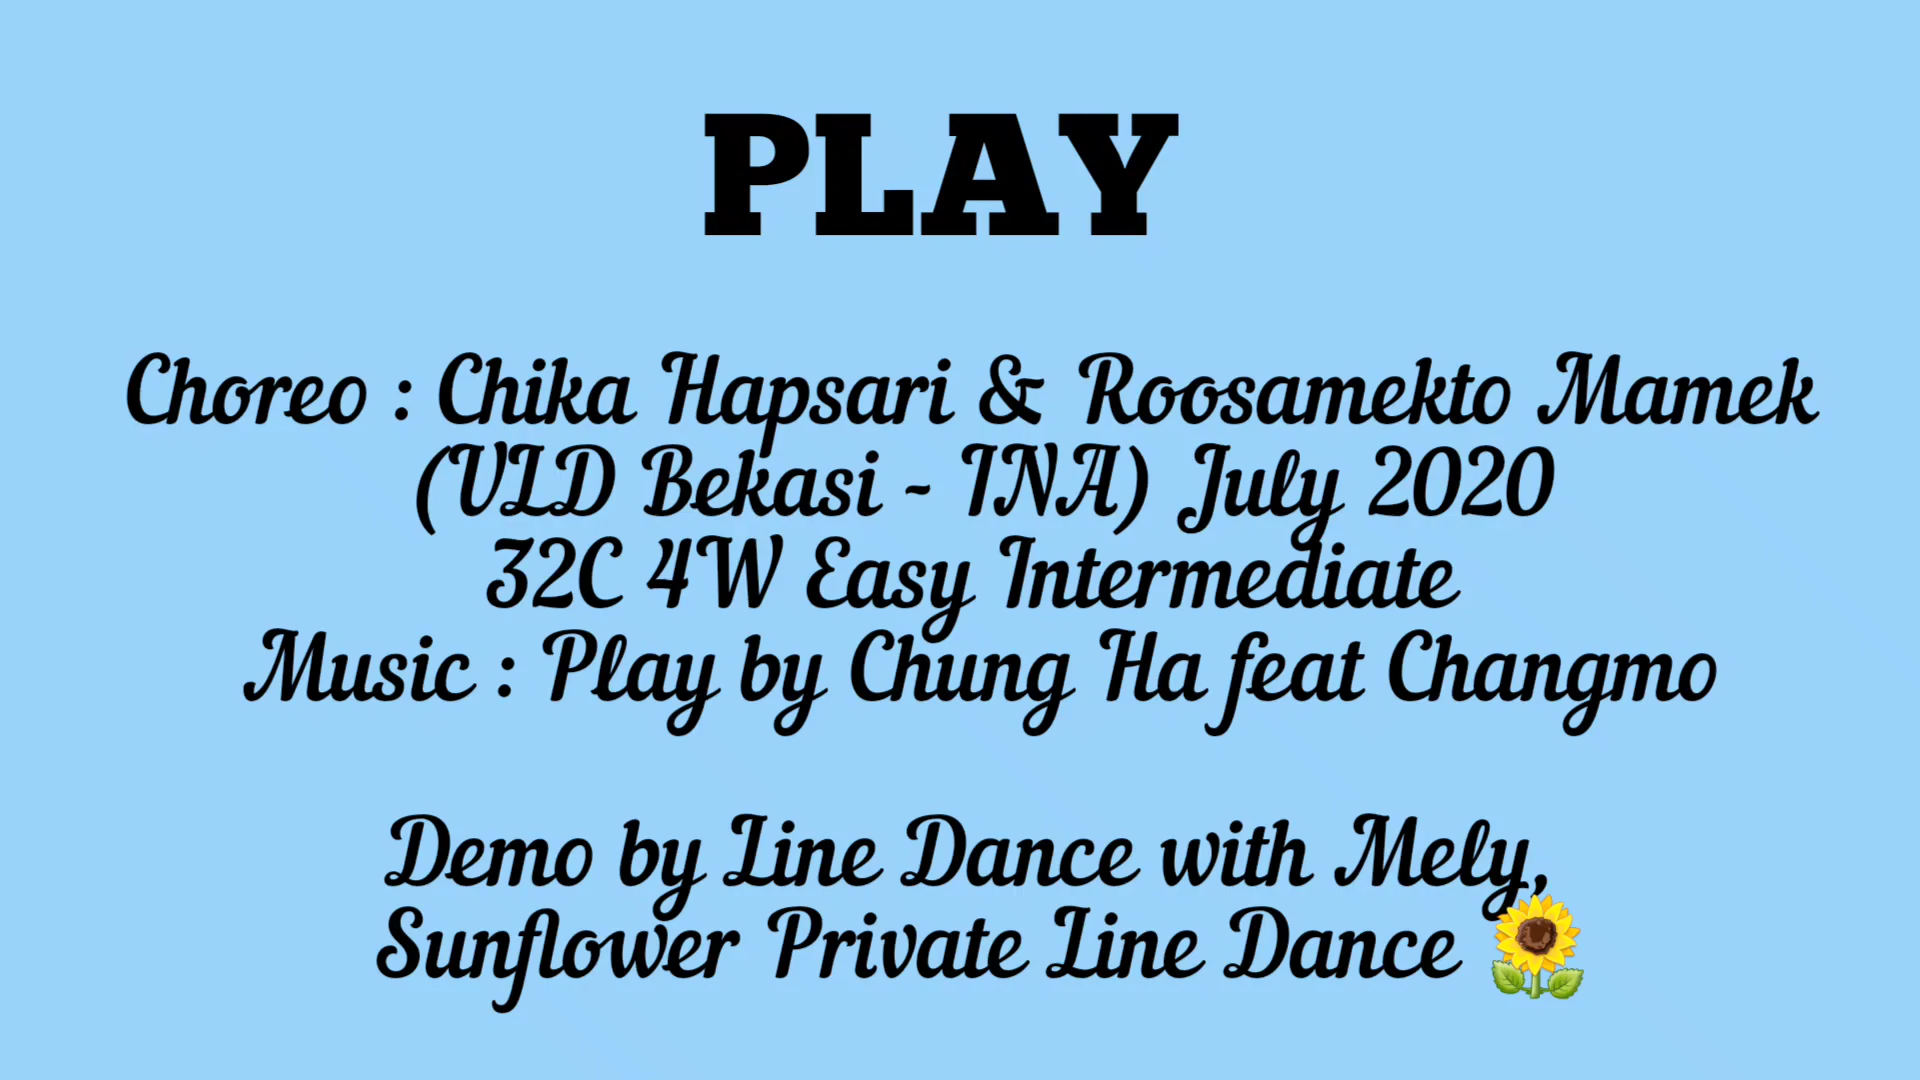 PLAY
Choreo : Chika Hapsari & Roosamekto Mamek
(VLD Bekasi - INA) July 2020
32C 4W Easy Intermediate
Music : Play by Chung Ha feat Changmo
Demo by Line Dance with Mely,
Sunflower Private Line Dance 🌻